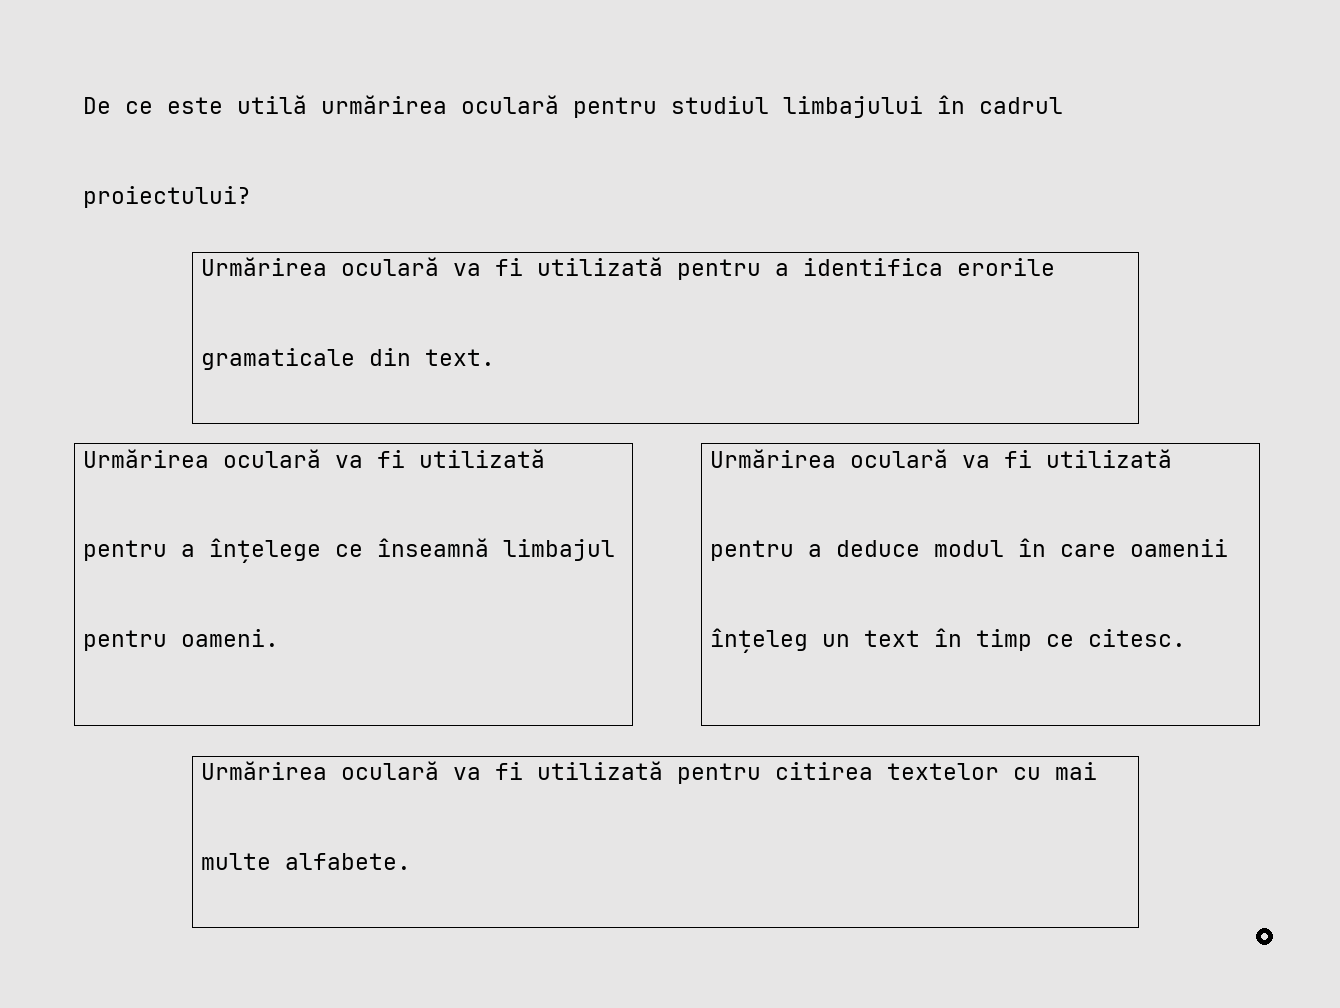 De ce este utilă urmărirea oculară pentru studiul limbajului în cadrul
proiectului?
Urmărirea oculară va fi utilizată pentru a identifica erorile
gramaticale din text.
Urmărirea oculară va fi utilizată
pentru a înțelege ce înseamnă limbajul
pentru oameni.
Urmărirea oculară va fi utilizată
pentru a deduce modul în care oamenii
înțeleg un text în timp ce citesc.
Urmărirea oculară va fi utilizată pentru citirea textelor cu mai
multe alfabete.